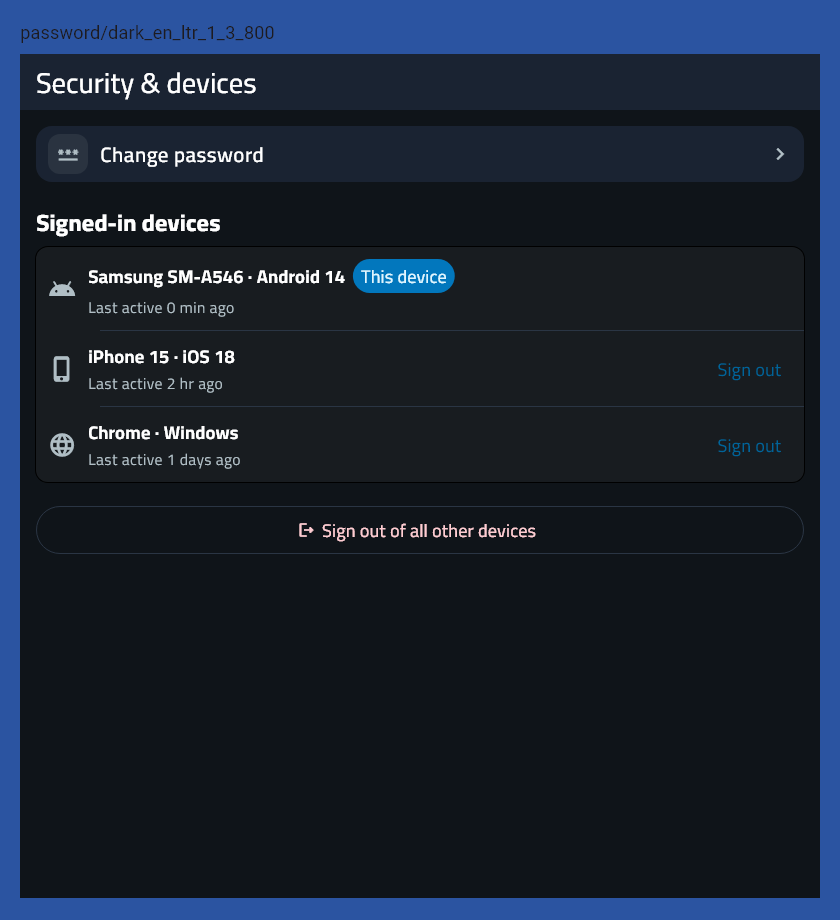 password/dark_en_ltr_1_3_800
Security & devices
Change password
Signed-in devices
Samsung SM-A546 · Android 14 This device
Last active 0 min ago
iPhone 15 · iOS 18
Last active 2 hr ago
Sign out
Chrome · Windows
Last active 1 days ago
Sign out
Sign out of all other devices